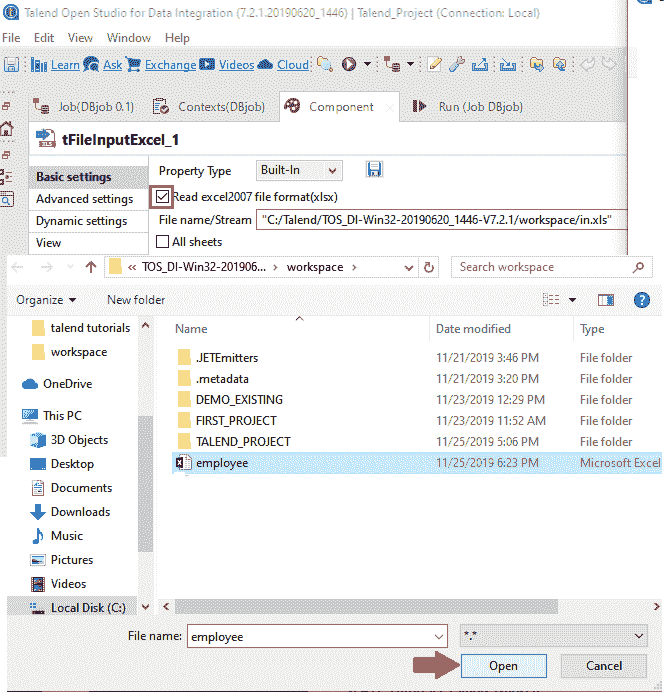 Talend Open Studio for Data Integration (7.2.1.20190620_1446) | Talend_Project (Connection: Local)
File Edit View Window Help
Learn Ask Exchange Videos Cloud
Job(DBjob 0.1) Contexts(DBjob) Component Run (Job DBjob)
tFileInputExcel_1
Basic settings
Advanced settings
Dynamic settings
View
Property Type Built-In
Read excel2007 file format(xlsx)
File name/Stream "C:/Talend/TOS_DI-Win32-20190620_1446-V7.2.1/workspace/in.xls"
All sheets
« TOS_DI-Win32-201906... > workspace > Search workspace
Organize New folder
talend tutorials
workspace
OneDrive
This PC
3D Objects
Desktop
Documents
Downloads
Music
Pictures
Videos
Local Disk (C:)
Name Date modified Type
.JETEmitters 11/21/2019 3:46 PM File folder
.metadata 11/21/2019 3:20 PM File folder
DEMO_EXISTING 11/23/2019 12:29 PM File folder
FIRST_PROJECT 11/23/2019 11:52 AM File folder
TALEND_PROJECT 11/25/2019 5:06 PM File folder
employee 11/25/2019 6:23 PM Microsoft Excel
File name: employee *.*
Open Cancel